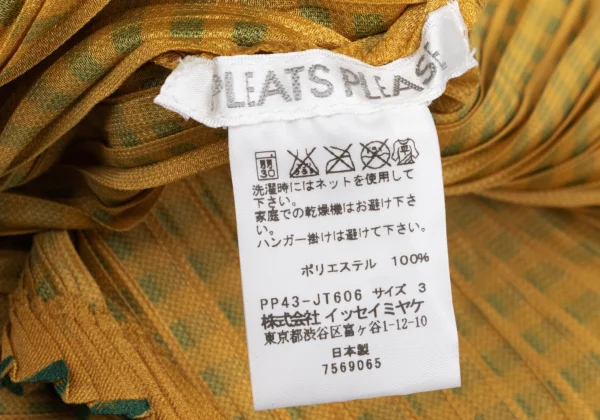 PLEATS PLEASE
洗濯時にはネットを使用して
下さい。
家庭での乾燥機はお避け下さ
い。
ハンガー掛けは避けて下さい。
ポリエステル 100%
PP43-JT606 サイズ 3
株式会社 イッセイミヤケ
東京都渋谷区富ヶ谷1-12-10
日本製
7569065